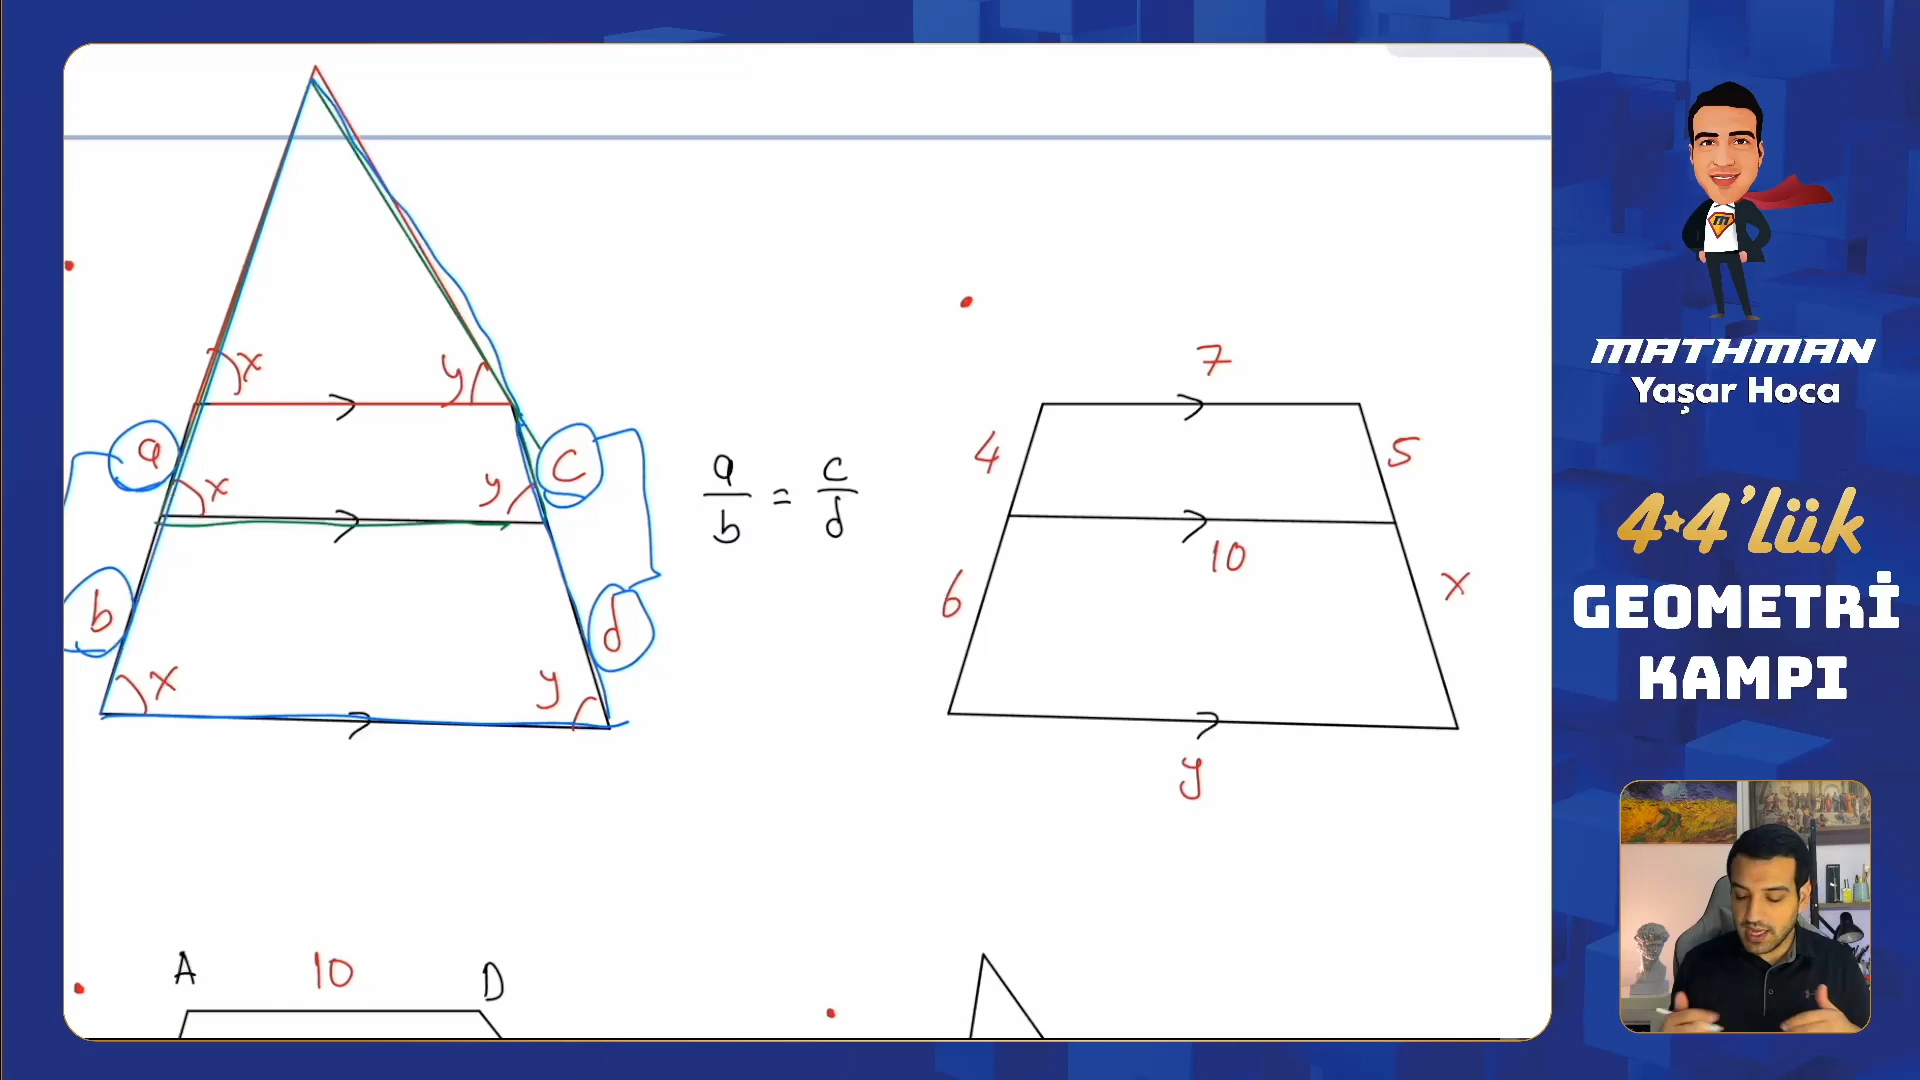 x
y
a
c
x
y
b
d
x
y
a/b = c/d
7
4
5
10
6
x
y
A 10 D
MATHMAN
Yaşar Hoca
4★4'lük
GEOMETRİ
KAMPI
M